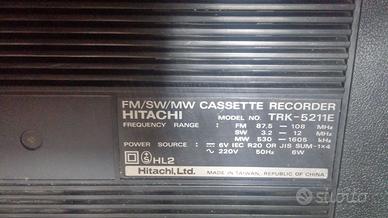 FM/SW/MW CASSETTE RECORDER
HITACHI MODEL NO. TRK-5211E
FREQUENCY RANGE : FM 87.5 — 108 MHz
SW 3.2 — 12 MHz
MW 530 — 1605 kHz
POWER SOURCE : ⎓ 6V IEC R20 OR JIS SUM-1×4
∼ 220V 50Hz 6W
HL2
Hitachi, Ltd. MADE IN TAIWAN, REPUBLIC OF CHINA
subito